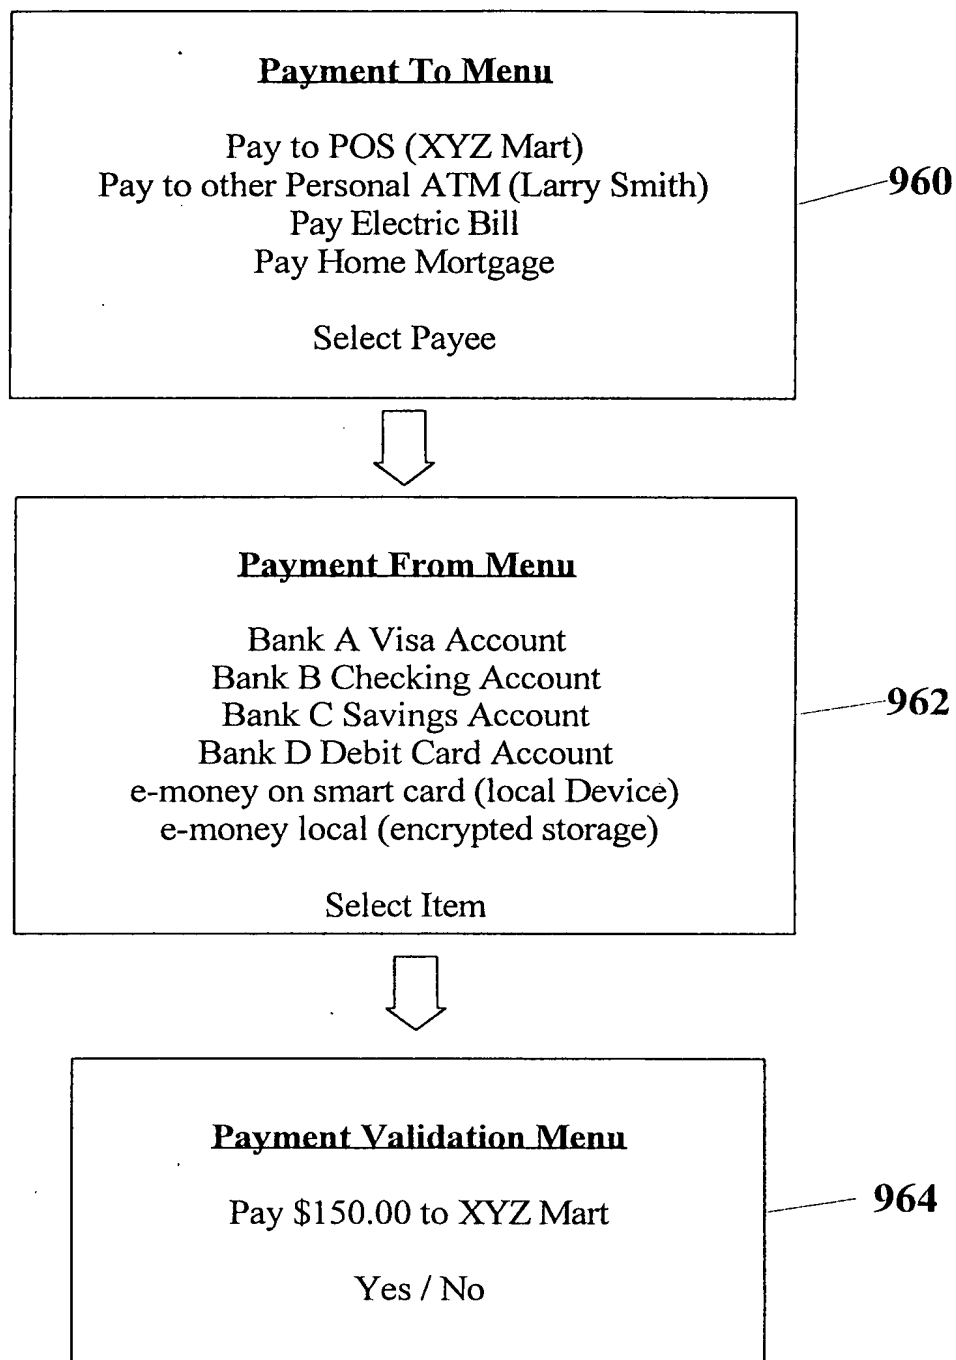 Payment To Menu
Pay to POS (XYZ Mart)
Pay to other Personal ATM (Larry Smith)
Pay Electric Bill
Pay Home Mortgage
Select Payee
960
Payment From Menu
Bank A Visa Account
Bank B Checking Account
Bank C Savings Account
Bank D Debit Card Account
e-money on smart card (local Device)
e-money local (encrypted storage)
Select Item
962
Payment Validation Menu
Pay $150.00 to XYZ Mart
Yes / No
964